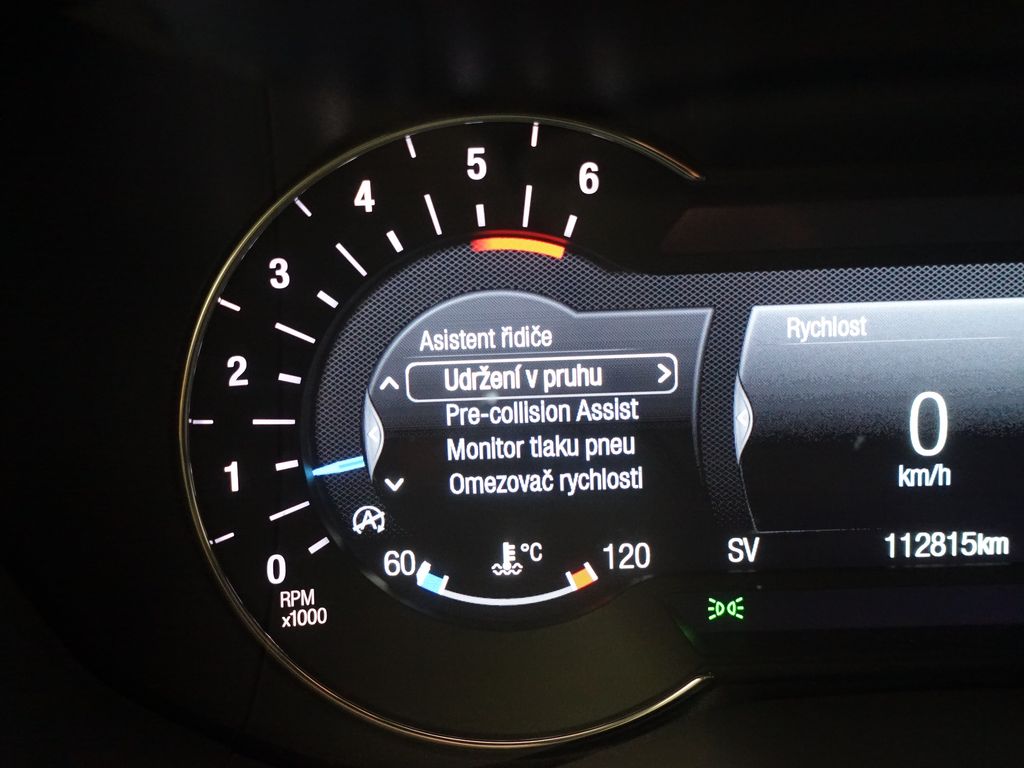 6
5
4
3
2
1
0
RPM
x1000
Asistent řidiče
Udržení v pruhu
Pre-collision Assist
Monitor tlaku pneu
Omezovač rychlosti
A
60 °C 120
Rychlost
0
km/h
SV 112815km